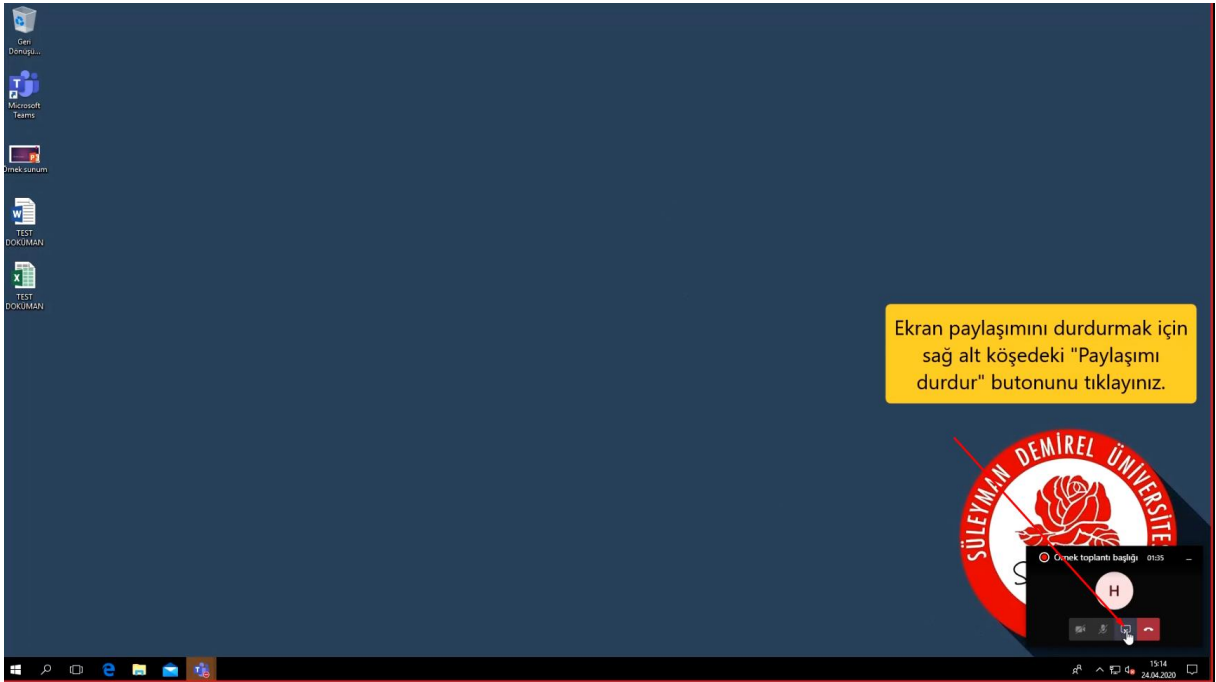 Geri
Dönüşü...
Microsoft
Teams
Örnek sunum
TEST
DOKÜMAN
TEST
DOKÜMAN
Ekran paylaşımını durdurmak için
sağ alt köşedeki "Paylaşımı
durdur" butonunu tıklayınız.
SÜLEYMAN DEMİREL ÜNİVERSİTE
S
Örnek toplantı başlığı 01:35
H
15:14
24.04.2020